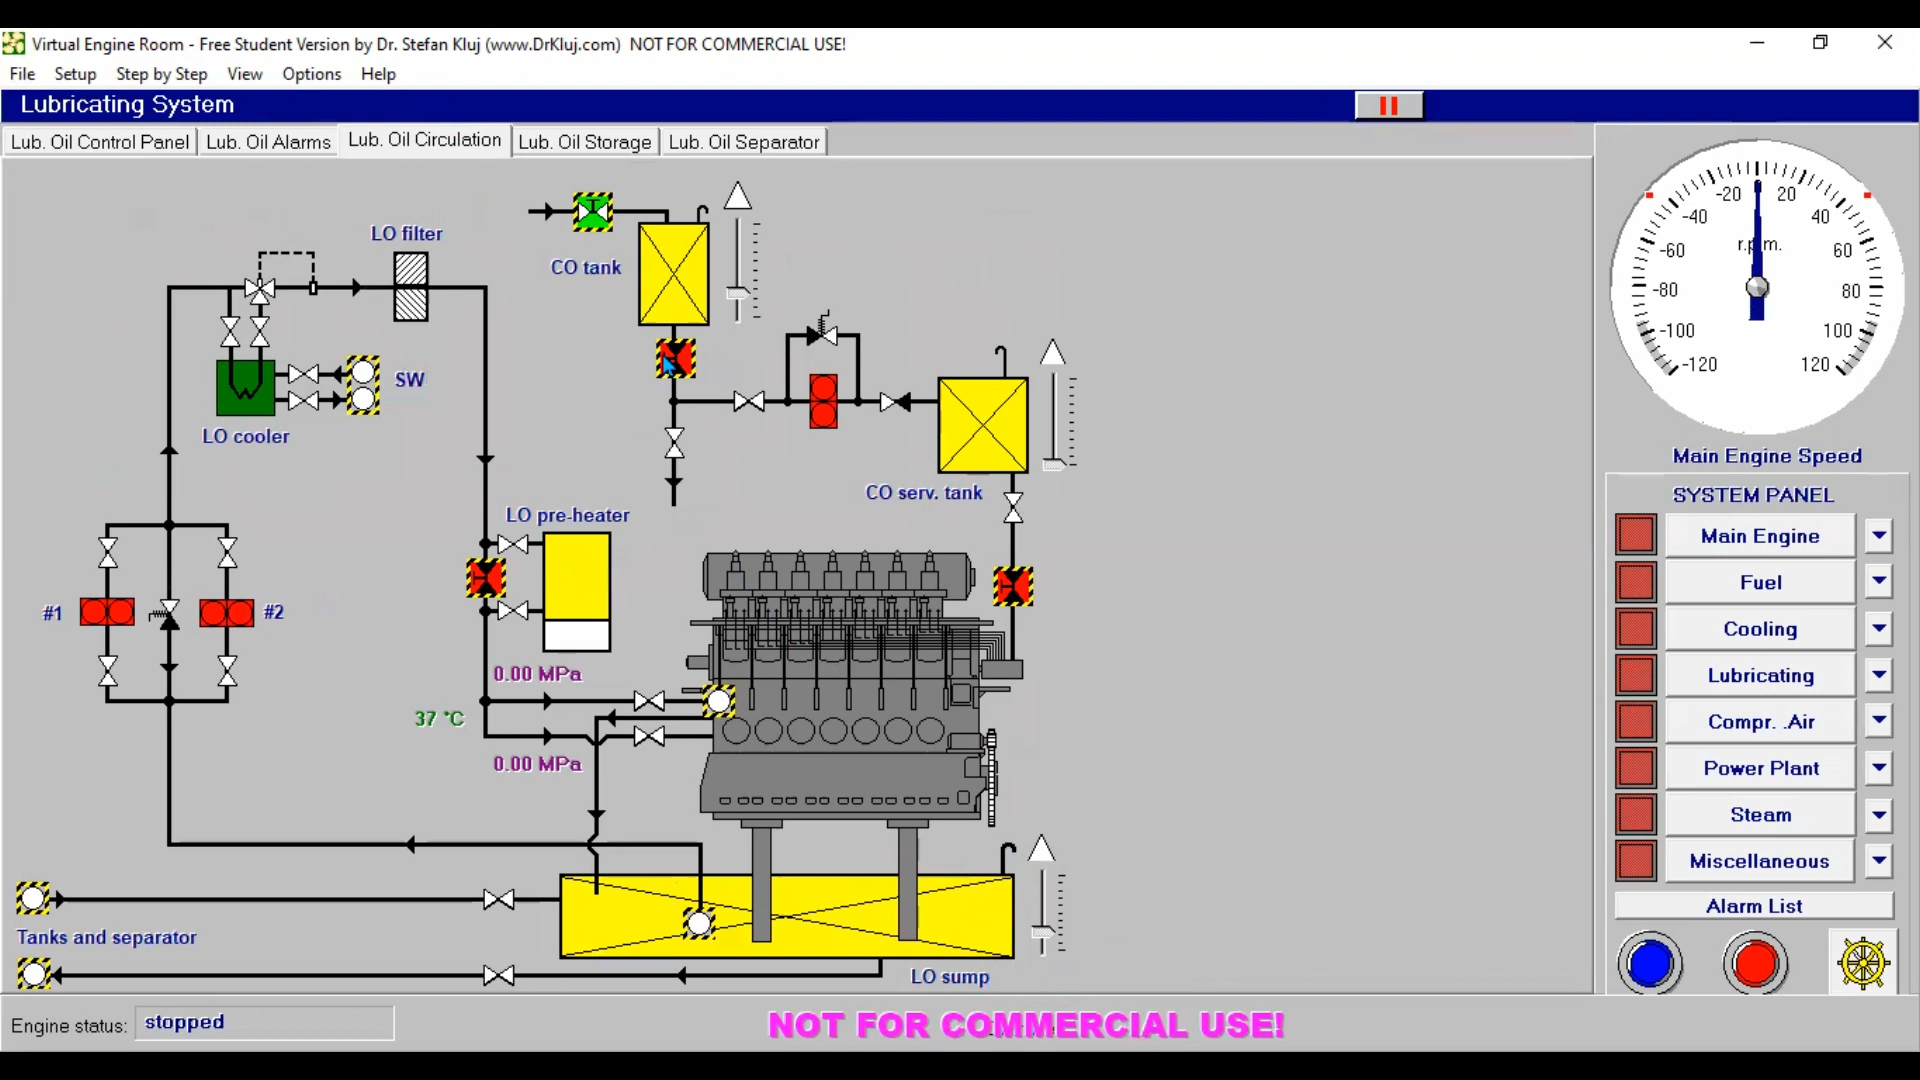 Virtual Engine Room - Free Student Version by Dr. Stefan Kluj (www.DrKluj.com)  NOT FOR COMMERCIAL USE!
File Setup Step by Step View Options Help
Lubricating System
Lub. Oil Control Panel Lub. Oil Alarms Lub. Oil Circulation Lub. Oil Storage Lub. Oil Separator
LO filter
CO tank
SW
LO cooler
CO serv. tank
LO pre-heater
#1
#2
0.00 MPa
37 °C
0.00 MPa
Tanks and separator
LO sump
-20 20
-40 40
r.p.m.
-60 60
-80 80
-100 100
-120 120
Main Engine Speed
SYSTEM PANEL
Main Engine
Fuel
Cooling
Lubricating
Compr. .Air
Power Plant
Steam
Miscellaneous
Alarm List
Engine status: stopped
NOT FOR COMMERCIAL USE!